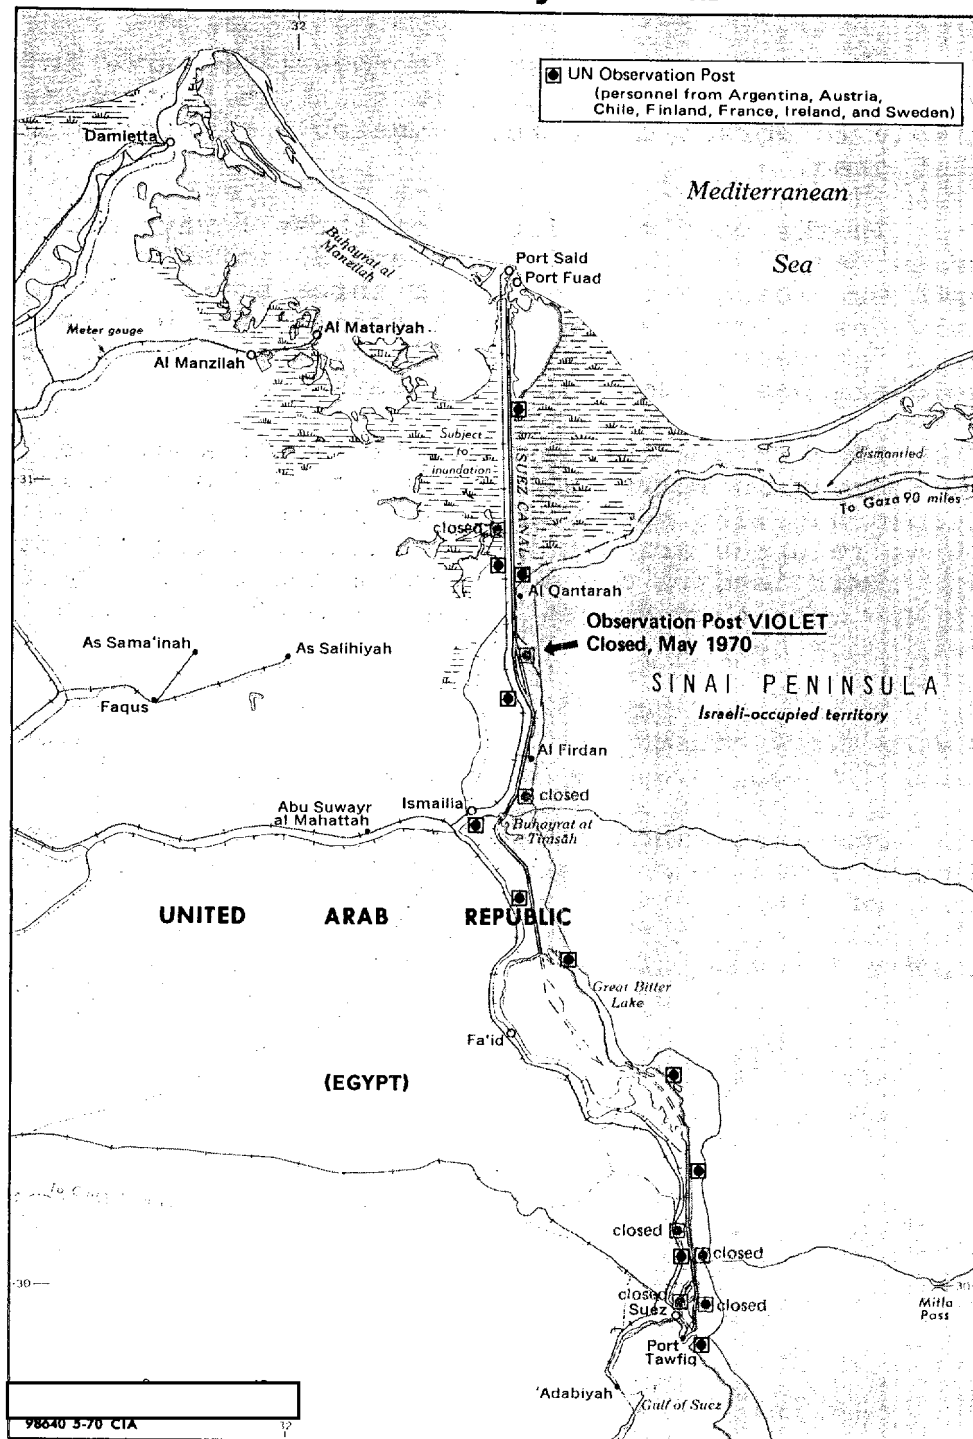 32
UN Observation Post
(personnel from Argentina, Austria,
Chile, Finland, France, Ireland, and Sweden)
Damietta
Mediterranean
Sea
Buhayrat al
Manzilah
Port Said
Port Fuad
Meter gauge
Al Matariyah
Al Manzilah
Subject
to
inundation
SUEZ CANAL
dismantled
To Gaza 90 miles
31
closed
Al Qantarah
Observation Post VIOLET
Closed, May 1970
As Sama'inah
As Salihiyah
Faqus
SINAI PENINSULA
Israeli-occupied territory
Al Firdan
closed
Ismailia
Abu Suwayr
al Mahattah
Buhayrat at
Timsāh
UNITED ARAB REPUBLIC
Great Bitter
Lake
Fa'id
(EGYPT)
To
closed
closed
30
30
closed
Suez
closed
Mitla
Pass
Port
Tawfiq
'Adabiyah
Gulf of Suez
98640 5-70 CIA
32